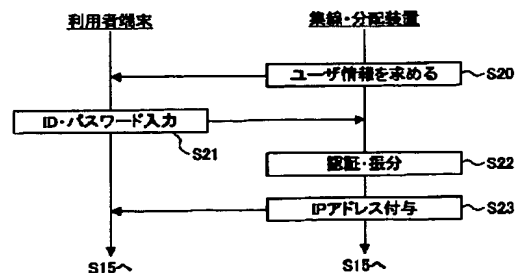 利用者端末
集線・分配装置
ユーザ情報を求める
S20
ID・パスワード入力
S21
認証・振分
S22
IPアドレス付与
S23
S15へ
S15へ